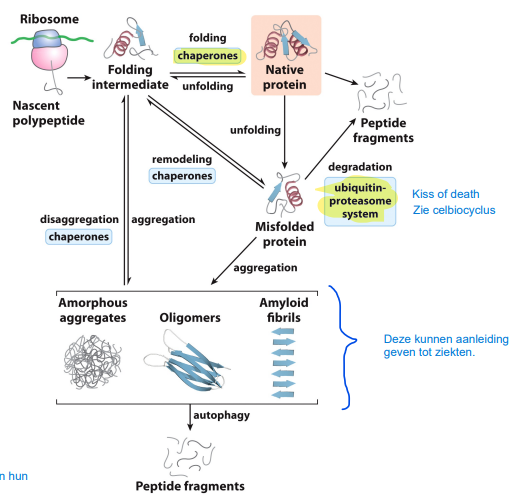 Ribosome
Nascent
polypeptide
Folding
intermediate
folding
chaperones
unfolding
Native
protein
Peptide
fragments
unfolding
remodeling
chaperones
degradation
ubiquitin-
proteasome
system
Kiss of death
Zie celbiocyclus
Misfolded
protein
disaggregation
chaperones
aggregation
aggregation
Amorphous
aggregates
Oligomers
Amyloid
fibrils
Deze kunnen aanleiding
geven tot ziekten.
autophagy
Peptide fragments
n hun